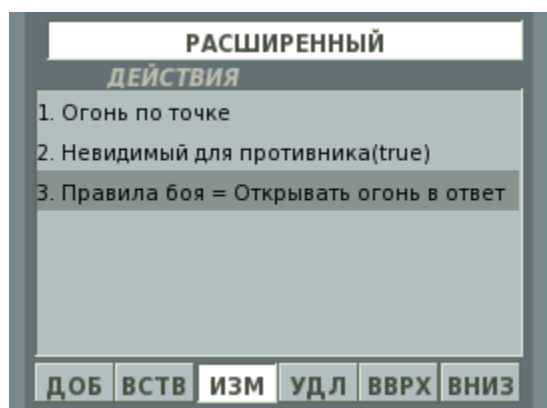 РАСШИРЕННЫЙ
ДЕЙСТВИЯ
1. Огонь по точке
2. Невидимый для противника(true)
3. Правила боя = Открывать огонь в ответ
ДОБ ВСТВ ИЗМ УДЛ ВВРХ ВНИЗ